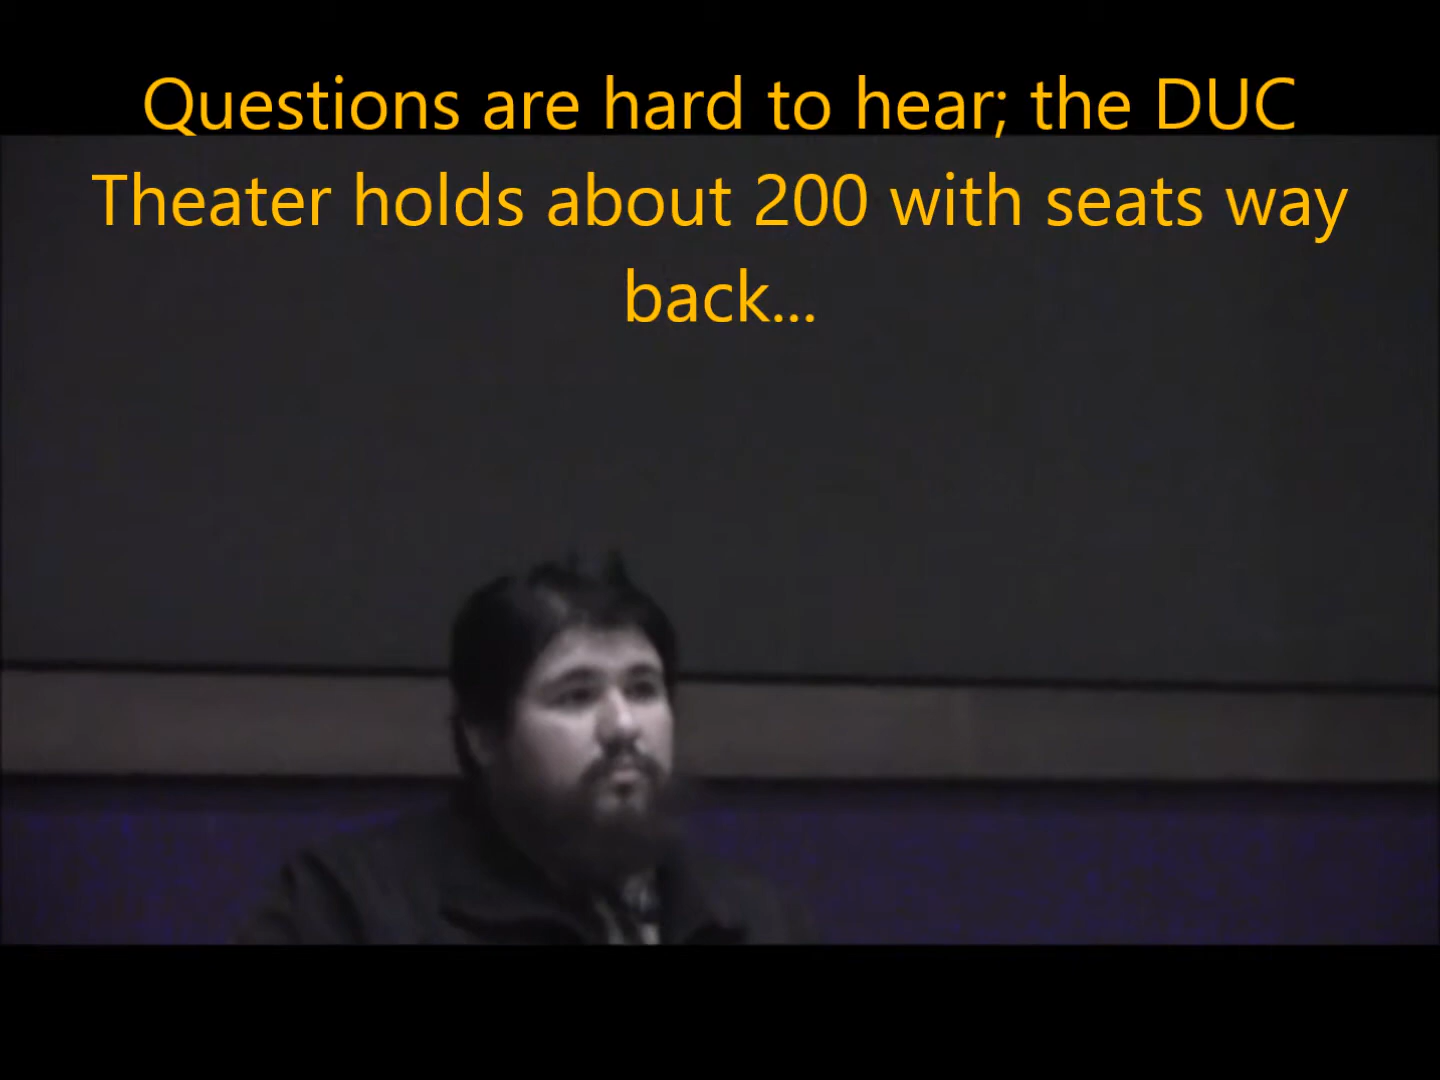 Questions are hard to hear; the DUC
Theater holds about 200 with seats way
back...